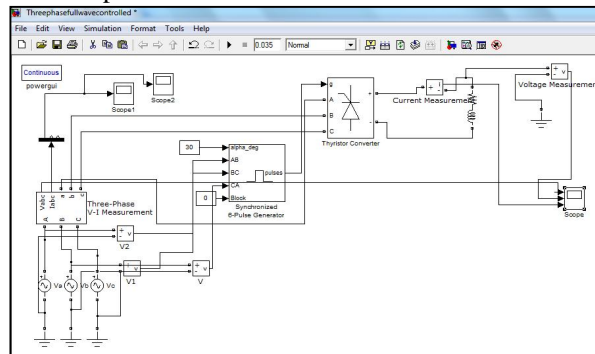 Threephasefullwavecontrolled *
File Edit View Simulation Format Tools Help
0.035 Normal
Continuous
powergui
Scope1
Scope2
g
A
B
C
+
-
Thyristor Converter
+
-
i
Current Measurement
+
-
v
Voltage Measurement
30
alpha_deg
AB
BC
CA
Block
pulses
0
Synchronized
6-Pulse Generator
Scope
Vabc
Iabc
a
b
c
A
B
C
Three-Phase
V-I Measurement
+
-
v
V2
V1
+
-
v
V
Va
Vb
Vc